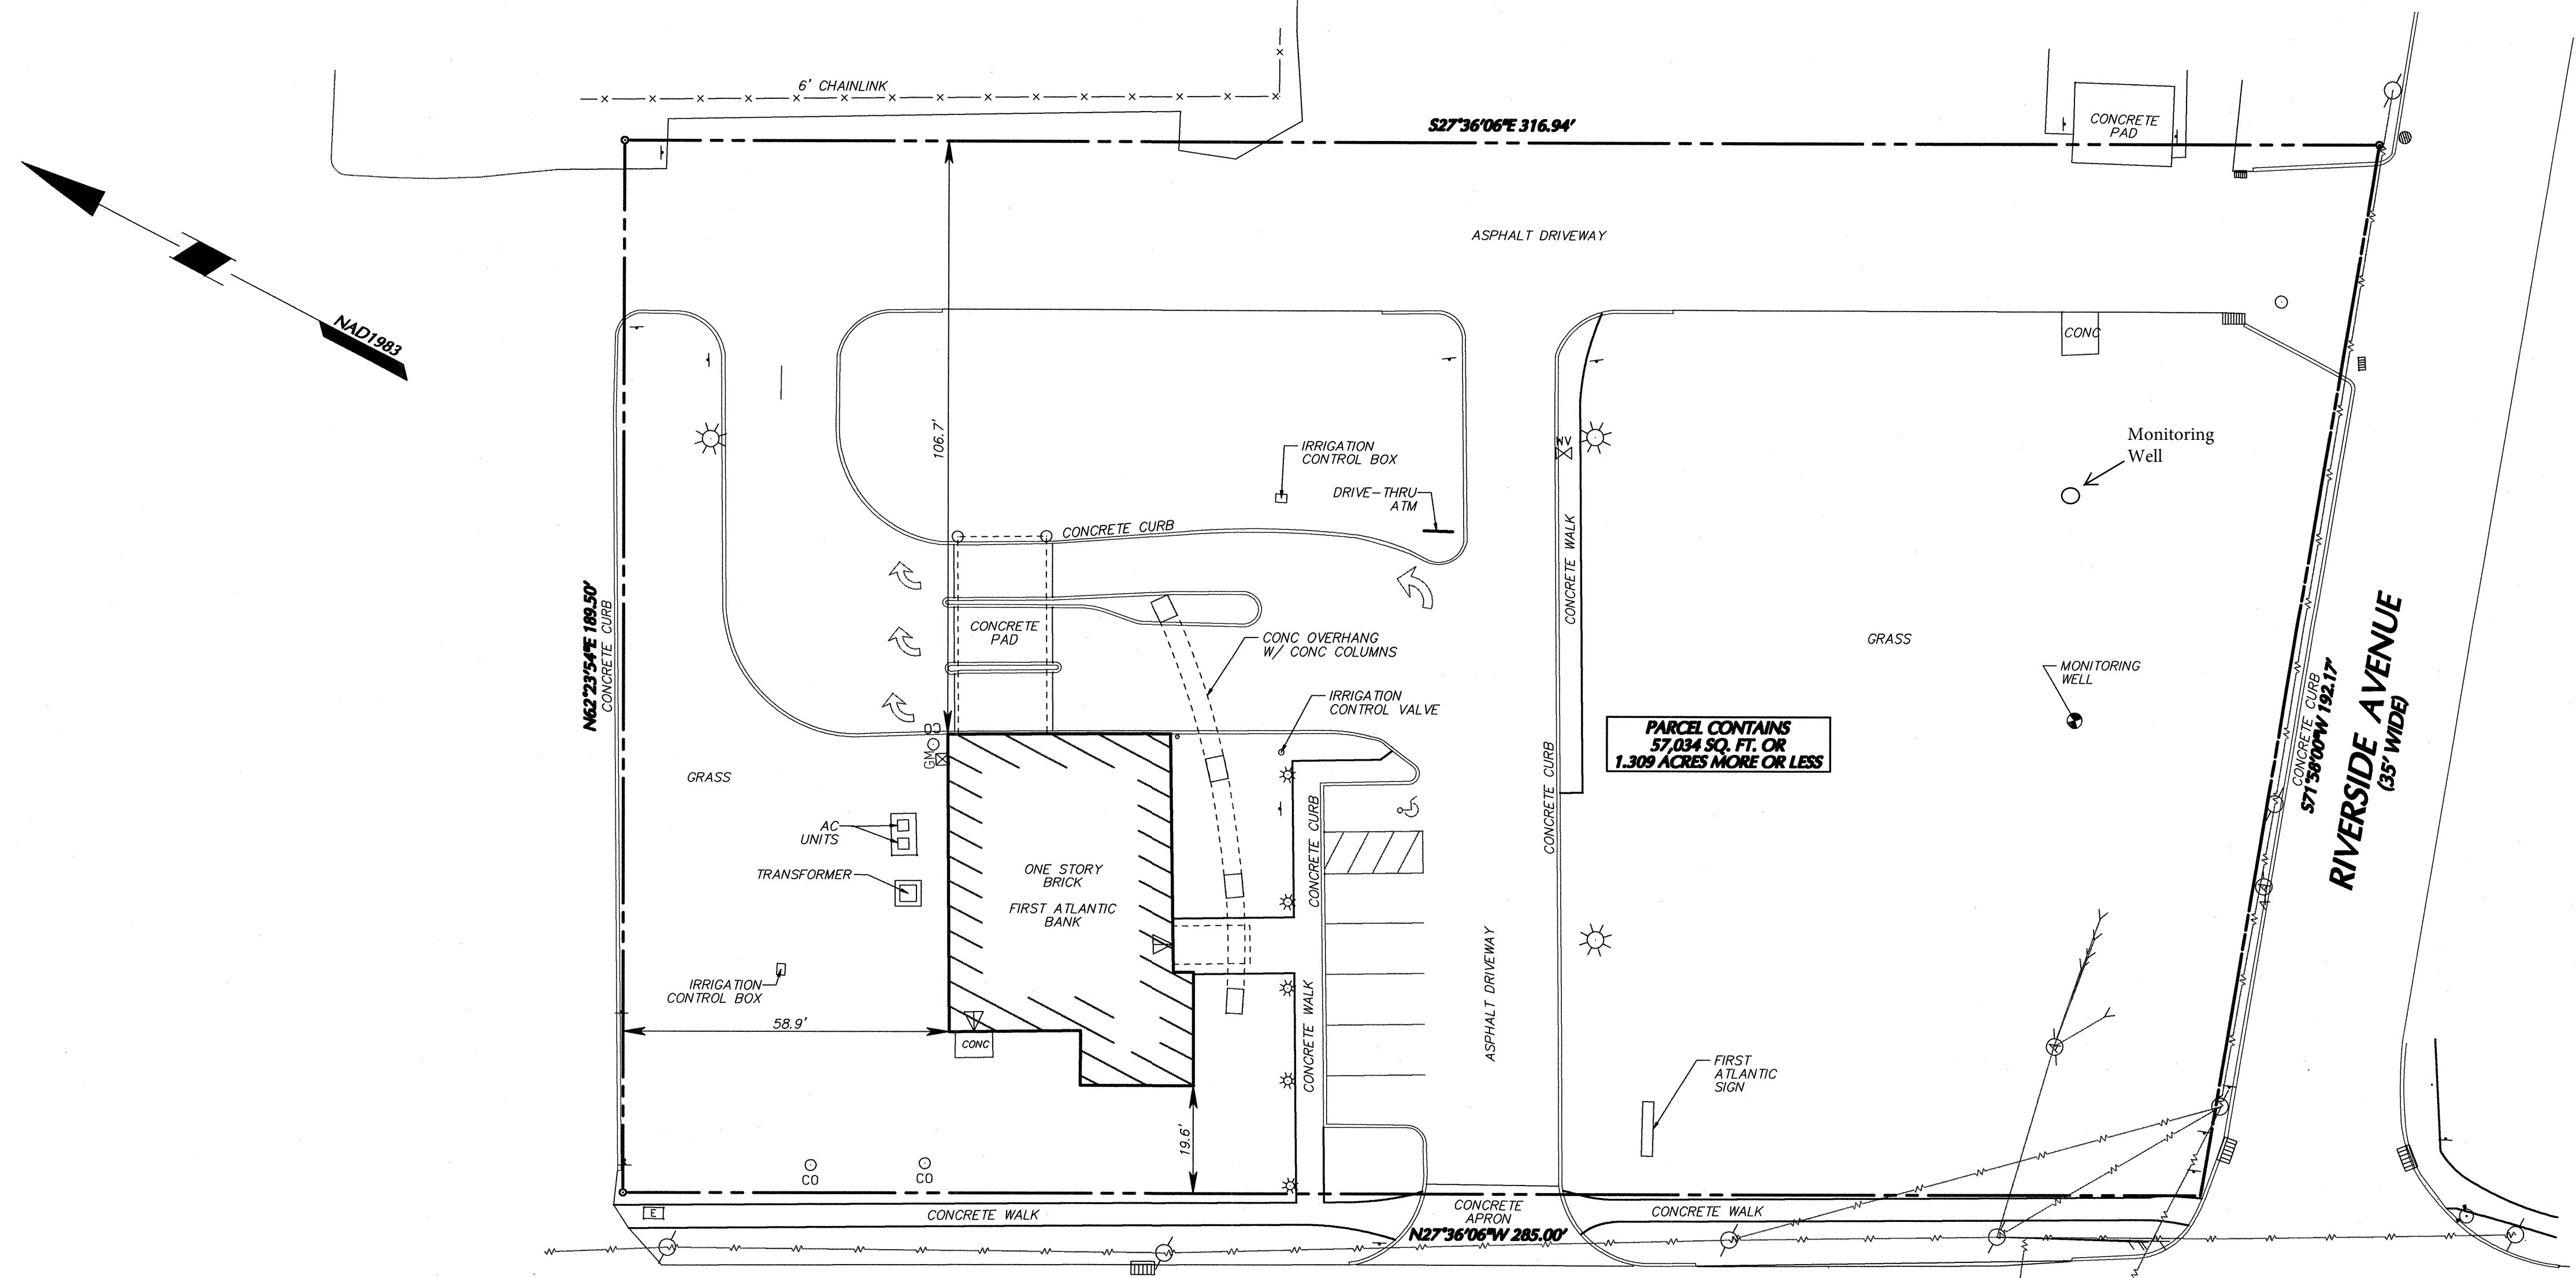 6' CHAINLINK
S27°36'06"E 316.94'
CONCRETE
PAD
ASPHALT DRIVEWAY
NAD1983
CONC
106.7'
IRRIGATION
CONTROL BOX
WV
Monitoring
Well
DRIVE-THRU
ATM
CONCRETE CURB
CONCRETE WALK
N62°23'54"E 189.50'
CONCRETE CURB
CONCRETE
PAD
CONC OVERHANG
W/ CONC COLUMNS
GRASS
MONITORING
WELL
IRRIGATION
CONTROL VALVE
CO
GM
PARCEL CONTAINS
57,034 SQ. FT. OR
1.309 ACRES MORE OR LESS
CONCRETE CURB
S71°58'00"W 192.17'
RIVERSIDE AVENUE
(35' WIDE)
GRASS
AC
UNITS
TRANSFORMER
ONE STORY
BRICK
FIRST ATLANTIC
BANK
CONCRETE CURB
CONCRETE CURB
IRRIGATION
CONTROL BOX
58.9'
CONC
CONCRETE WALK
ASPHALT DRIVEWAY
FIRST
ATLANTIC
SIGN
19.6'
CO
CO
E
CONCRETE WALK
CONCRETE
APRON
CONCRETE WALK
N27°36'06"W 285.00'